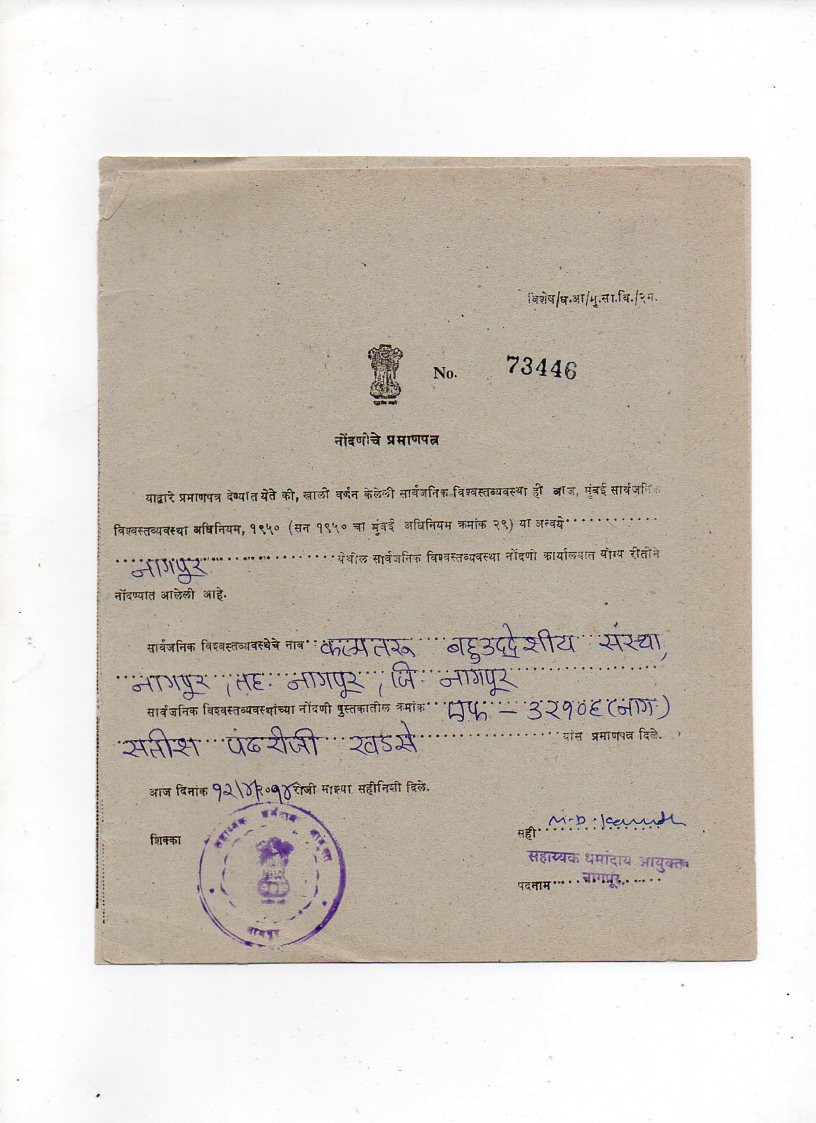 विशेष/ध.आ/मु.सा.वि./२म.
No. 73446
नोंदणीचे प्रमाणपत्न
याद्वारे प्रमाणपत्र देण्यात येते की, खाली वर्णन केलेली सार्वजनिक विश्वस्तव्यवस्था ही आज, मुंबई सार्वजनिक
विश्वस्तव्यवस्था अधिनियम, १९५० (सन १९५० चा मुंबई अधिनियम क्रमांक २९) या अन्वये
नागपूर येथील सार्वजनिक विश्वस्तव्यवस्था नोंदणी कार्यालयात योग्य रीतीने
नोंदण्यात आलेली आहे.
सार्वजनिक विश्वस्तव्यवस्थेचे नाव कल्पतरू बहुउद्देशीय संस्था,
नागपूर, तह. नागपूर, जि. नागपूर
सार्वजनिक विश्वस्तव्यवस्थांच्या नोंदणी पुस्तकातील क्रमांक एफ - ३२१०६ (नाग)
सतीश पंढरीजी खडसे यांस प्रमाणपत्न दिले.
आज दिनांक रोजी माझ्या सहीनिशी दिले.
शिक्का
सही
सहाय्यक धर्मादाय आयुक्त
नागपूर
पदनाम
नागपूर